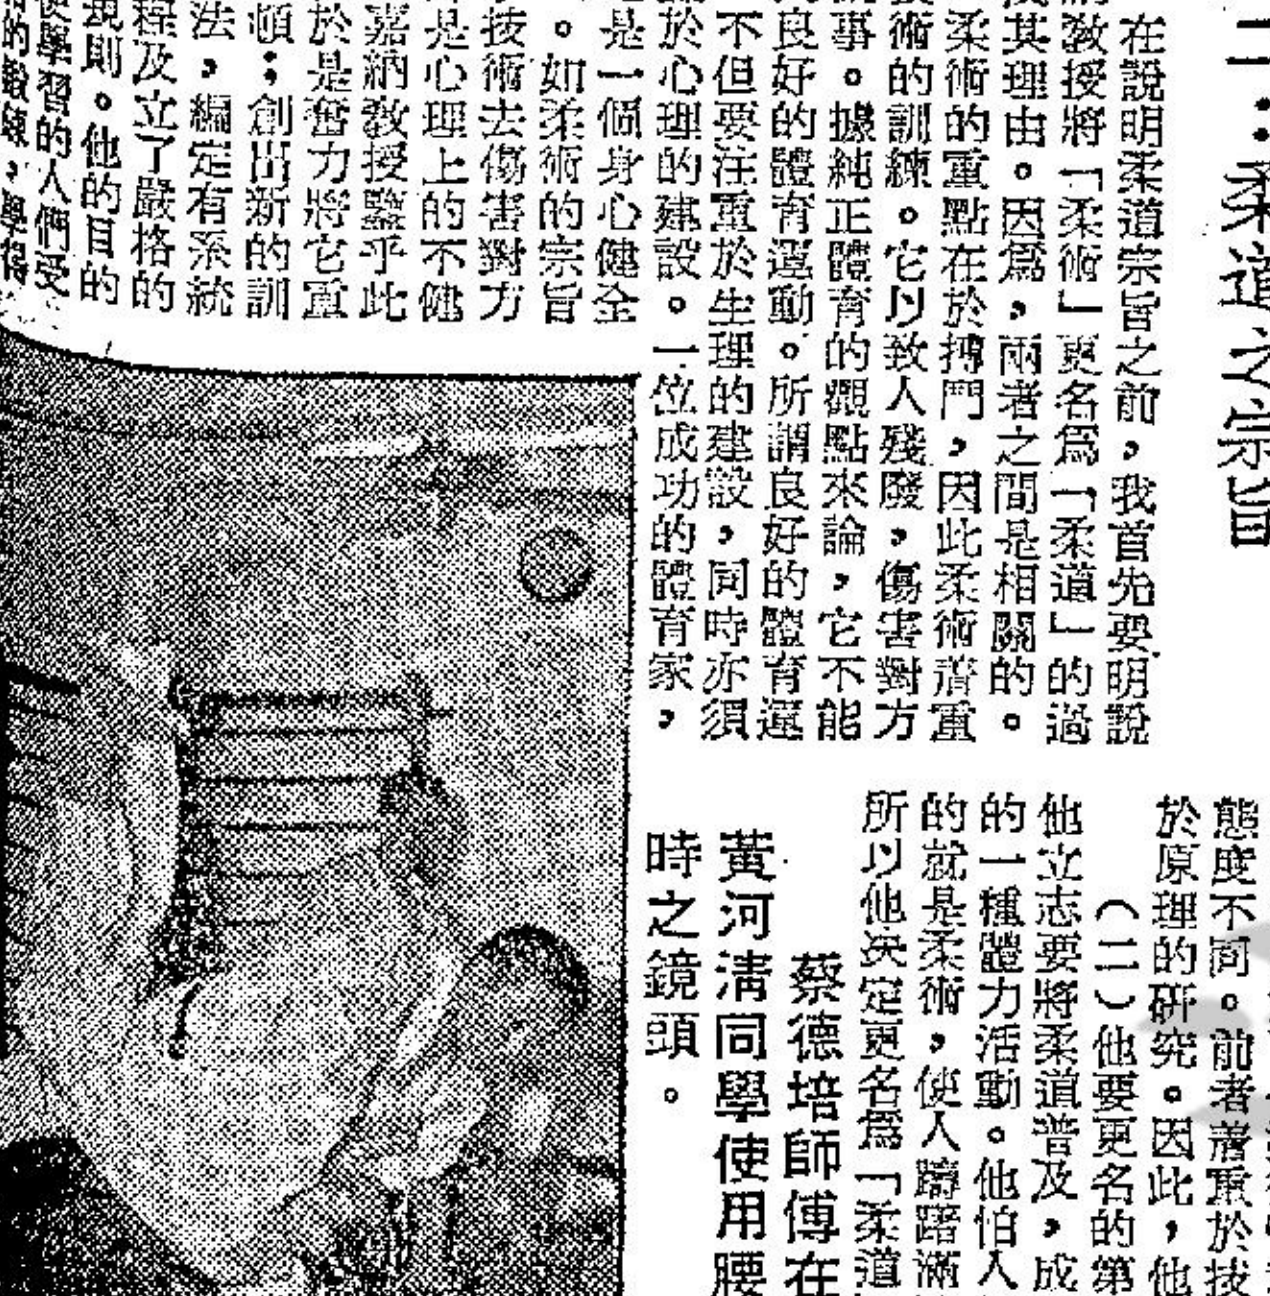 二：柔道之宗旨
在說明柔道宗旨之前，我首先要明說
教授將「柔術」更名爲「柔道」的過
其理由。因爲，兩者之間是相關的。
柔術的重點在於搏鬥，因此柔術着重
技術的訓練。它以致人殘廢，傷害對方
事。據純正體育的觀點來論，它不能
良好的體育運動。所謂良好的體育運
不但要注重於生理的建設，同時亦須
於心理的建設。一位成功的體育家，
是一個身心健全
。如柔術的宗旨
技術去傷害對方
是心理上的不健
嘉納教授鑒乎此
於是奮力將它重
頓；創出新的訓
法，編定有系統
程及立了嚴格的
規則。他的目的
使學習的人們受
的鍛鍊，學得
態度不同。前者着重於技
於原理的研究。因此，他
（二）他要更名的第
他立志要將柔道普及，成
的一種體力活動。他怕人
的就是柔術，使人躊躇滿
所以他決定更名爲「柔道
蔡德培師傅在
黃河清同學使用腰
時之鏡頭。